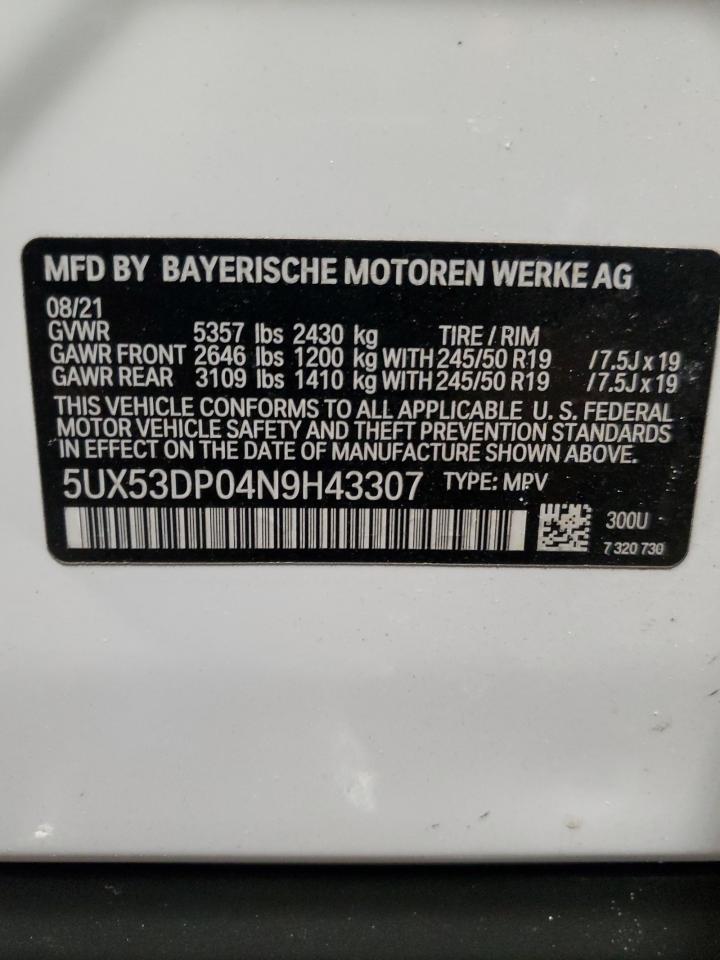 MFD BY BAYERISCHE MOTOREN WERKE AG
08/21
GVWR 5357 lbs 2430 kg TIRE / RIM
GAWR FRONT 2646 lbs 1200 kg WITH 245/50 R19 /7.5J x 19
GAWR REAR 3109 lbs 1410 kg WITH 245/50 R19 /7.5J x 19
THIS VEHICLE CONFORMS TO ALL APPLICABLE U. S. FEDERAL
MOTOR VEHICLE SAFETY AND THEFT PREVENTION STANDARDS
IN EFFECT ON THE DATE OF MANUFACTURE SHOWN ABOVE.
5UX53DP04N9H43307 TYPE: MPV
300U
7 320 730